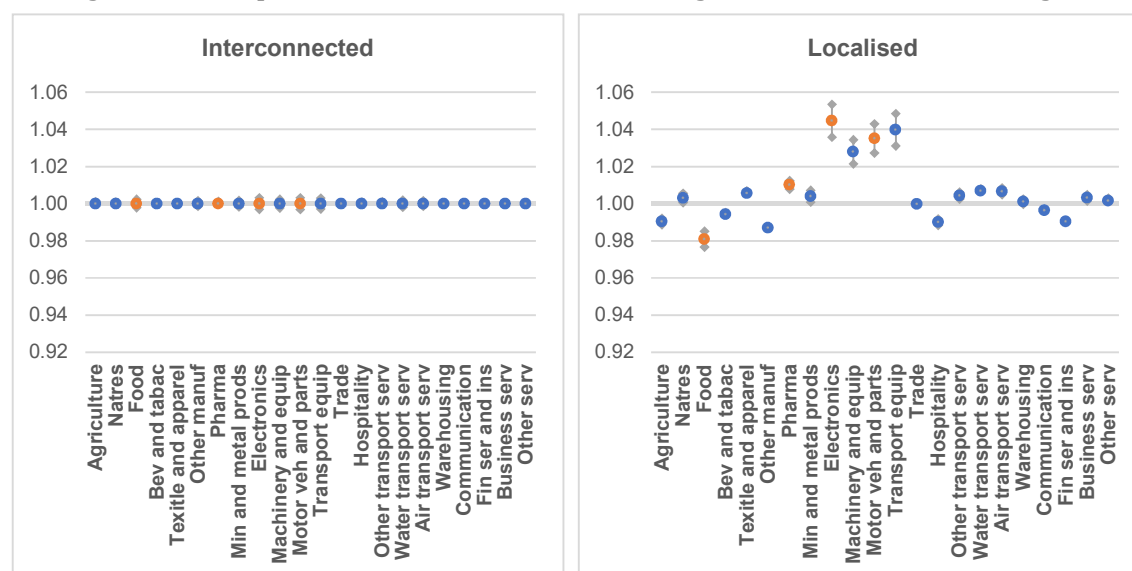 Interconnected
1.06
1.04
1.02
1.00
0.98
0.96
0.94
0.92
Agriculture
Natres
Food
Bev and tabac
Texitle and apparel
Other manuf
Pharma
Min and metal prods
Electronics
Machinery and equip
Motor veh and parts
Transport equip
Trade
Hospitality
Other transport serv
Water transport serv
Air transport serv
Warehousing
Communication
Fin ser and ins
Business serv
Other serv
Localised
1.06
1.04
1.02
1.00
0.98
0.96
0.94
0.92
Agriculture
Natres
Food
Bev and tabac
Texitle and apparel
Other manuf
Pharma
Min and metal prods
Electronics
Machinery and equip
Motor veh and parts
Transport equip
Trade
Hospitality
Other transport serv
Water transport serv
Air transport serv
Warehousing
Communication
Fin ser and ins
Business serv
Other serv